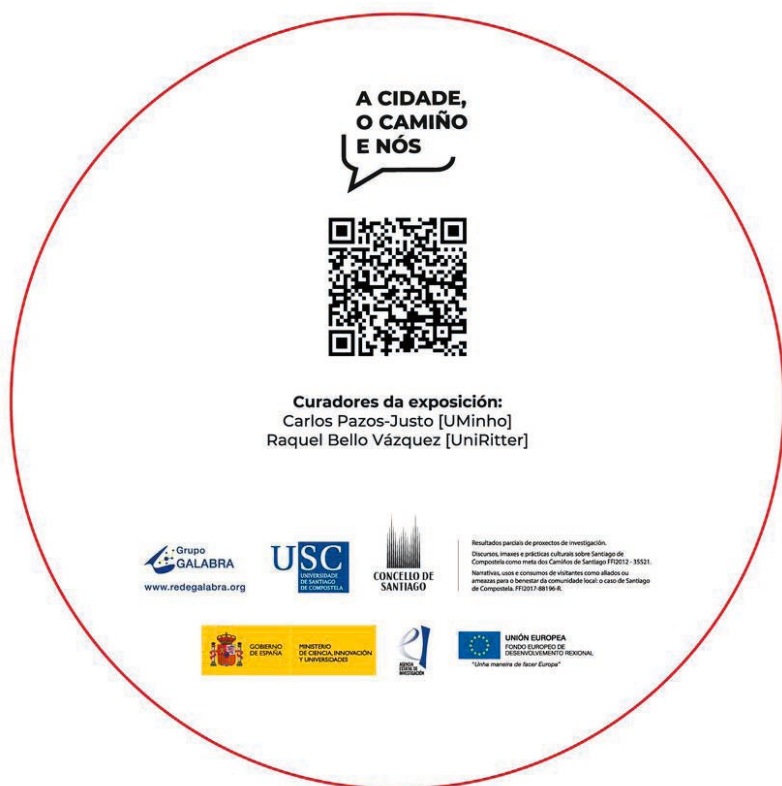 A CIDADE,
O CAMIÑO
E NÓS
Curadores da exposición:
Carlos Pazos-Justo [UMinho]
Raquel Bello Vázquez [UniRitter]
Grupo
GALABRA
www.redegalabra.org
USC
UNIVERSIDADE
DE SANTIAGO
DE COMPOSTELA
CONCELLO DE
SANTIAGO
Resultados parciais de proxectos de investigación.
Discursos, imaxes e prácticas culturais sobre Santiago de
Compostela como meta dos Camiños de Santiago FFI2012 - 35521.
Narrativas, usos e consumos de visitantes como aliados ou
ameazas para o benestar da comunidade local: o caso de Santiago
de Compostela. FFI2017-88196-R.
GOBIERNO
DE ESPAÑA
MINISTERIO
DE CIENCIA, INNOVACIÓN
Y UNIVERSIDADES
AGENCIA
ESTATAL DE
INVESTIGACIÓN
UNIÓN EUROPEA
FONDO EUROPEO DE
DESENVOLVEMENTO REXIONAL
"Unha maneira de facer Europa"